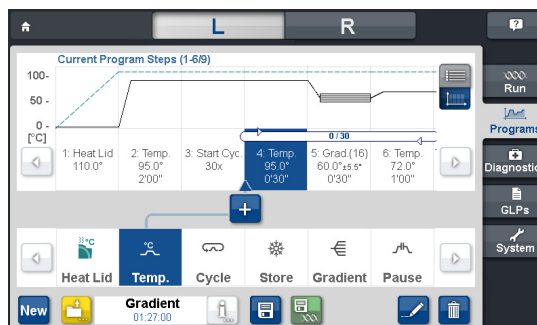 L
R
?
Current Program Steps (1-6/9)
100-
50 -
0 -
[°C]
0 / 30
1: Heat Lid
110.0°
2: Temp.
95.0°
2'00"
3: Start Cyc.
30x
4: Temp.
95.0°
0'30"
5: Grad.(16)
60.0°±5.5°
0'30"
6: Temp.
72.0°
1'00"
Run
Programs
Diagnostic
GLPs
System
°C
Heat Lid
°C
Temp.
Cycle
Store
Gradient
Pause
New
Gradient
01:27:00